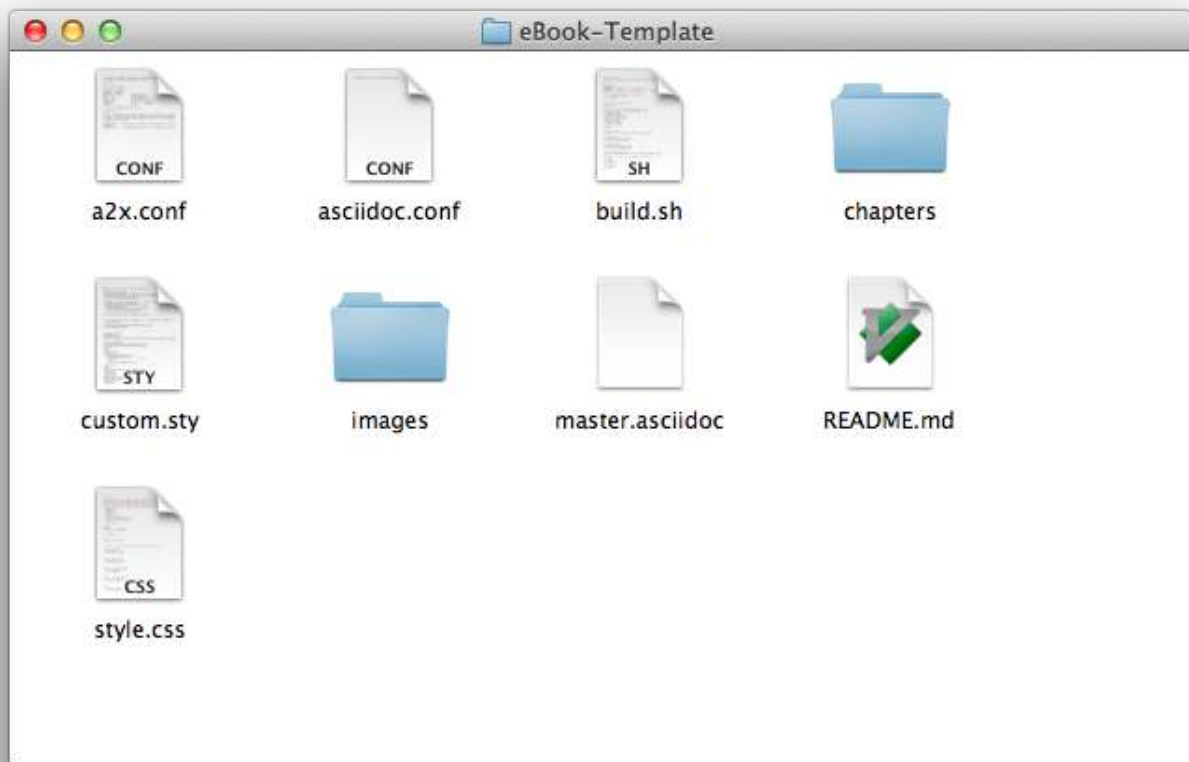 eBook-Template
CONF
CONF
SH
a2x.conf
asciidoc.conf
build.sh
chapters
STY
custom.sty
images
master.asciidoc
README.md
CSS
style.css